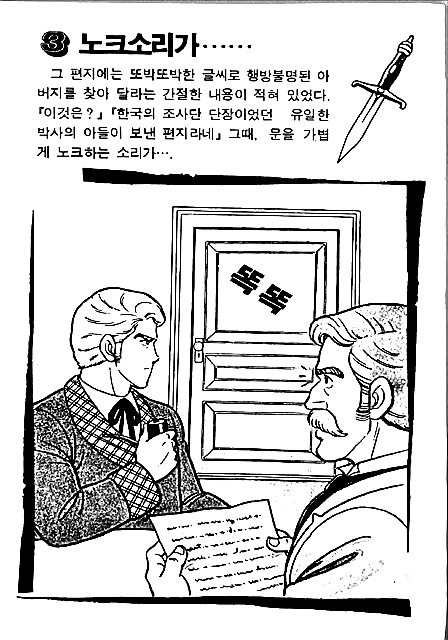 3 노크소리가……
그 편지에는 또박또박한 글씨로 행방불명된 아
버지를 찾아 달라는 간절한 내용이 적혀 있었다.
『이것은?』『한국의 조사단 단장이었던 유일한
박사의 아들이 보낸 편지라네』 그때, 문을 가볍
게 노크하는 소리가….
똑똑